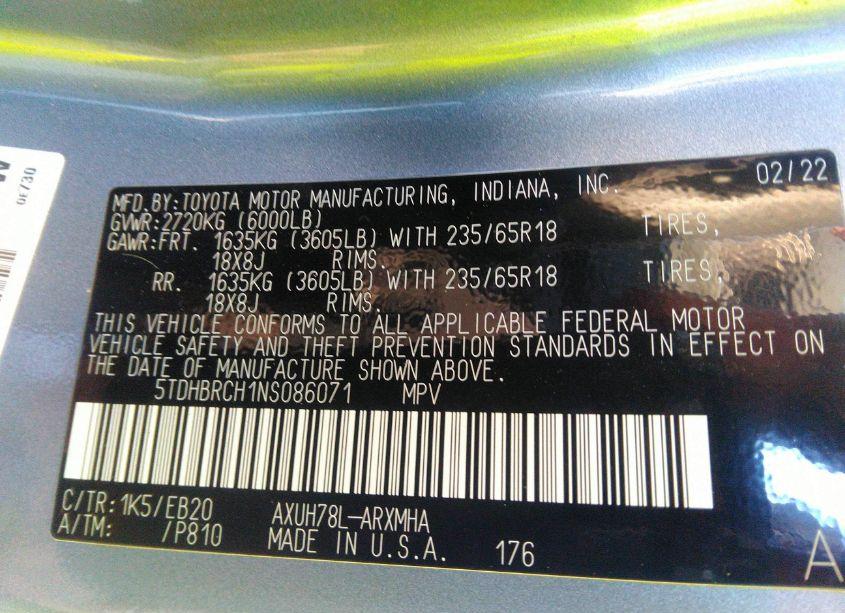 MFD. BY: TOYOTA MOTOR MANUFACTURING, INDIANA, INC. 02/22
GVWR: 2720KG (6000LB)
GAWR: FRT. 1635KG (3605LB) WITH 235/65R18 TIRES,
18X8J RIMS.
RR. 1635KG (3605LB) WITH 235/65R18 TIRES,
18X8J RIMS.
THIS VEHICLE CONFORMS TO ALL APPLICABLE FEDERAL MOTOR
VEHICLE SAFETY AND THEFT PREVENTION STANDARDS IN EFFECT ON
THE DATE OF MANUFACTURE SHOWN ABOVE.
5TDHBRCH1NS086071 MPV
C/TR: 1K5/EB20 AXUH78L-ARXMHA
A/TM: /P810 MADE IN U.S.A. 176
A
0E730